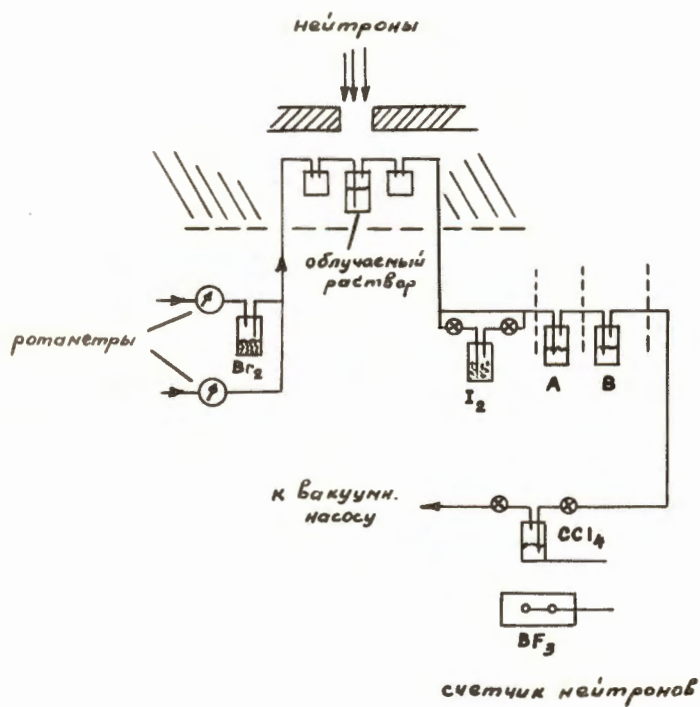 нейтроны
облучаемый
раствор
ротаметры
Br₂
I₂
A
B
к вакуумн.
насосу
CCl₄
BF₃
счетчик нейтронов